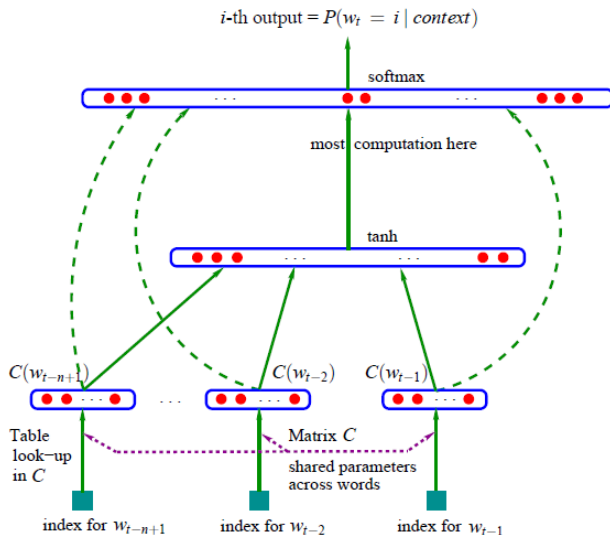 i-th output = P(w_t = i | context)
softmax
. . .
. . .
most computation here
tanh
. . .
. . .
C(w_{t−n+1})
C(w_{t−2})
C(w_{t−1})
. . .
. . .
. . .
. . .
Table
look−up
in C
Matrix C
shared parameters
across words
index for w_{t−n+1}
index for w_{t−2}
index for w_{t−1}